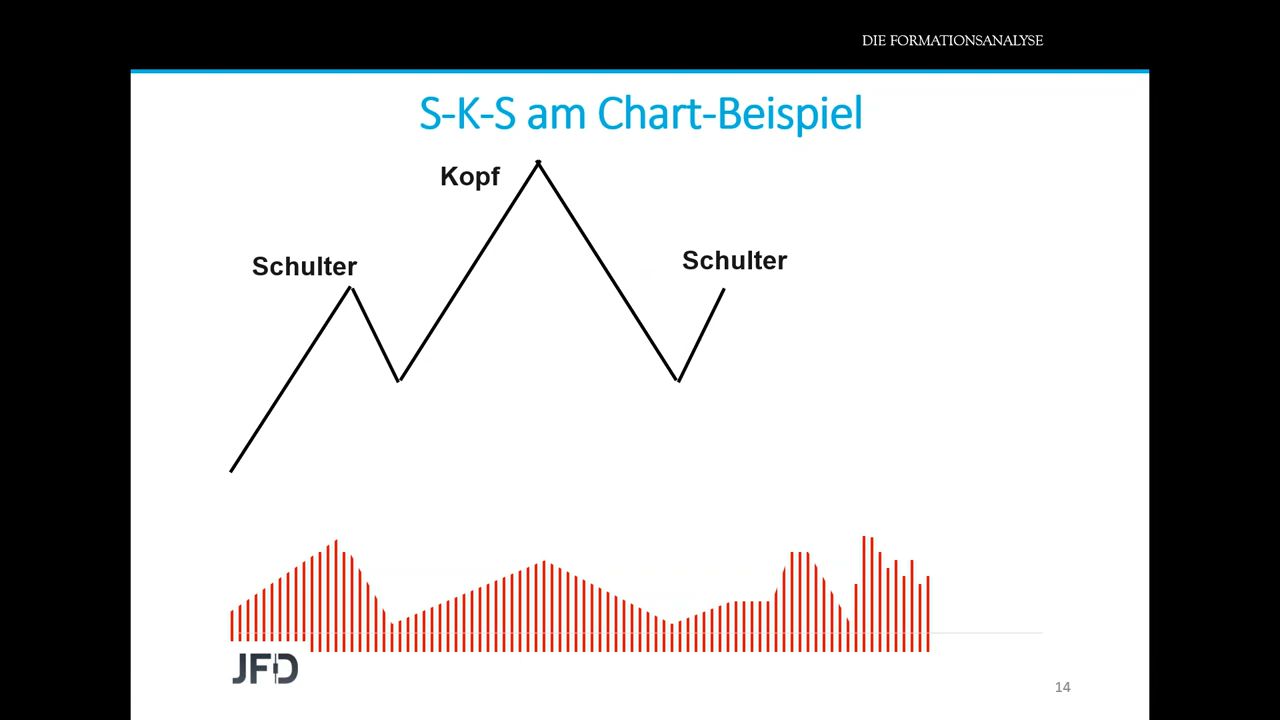 DIE FORMATIONSANALYSE
S-K-S am Chart-Beispiel
Kopf
Schulter
Schulter
JFD
14